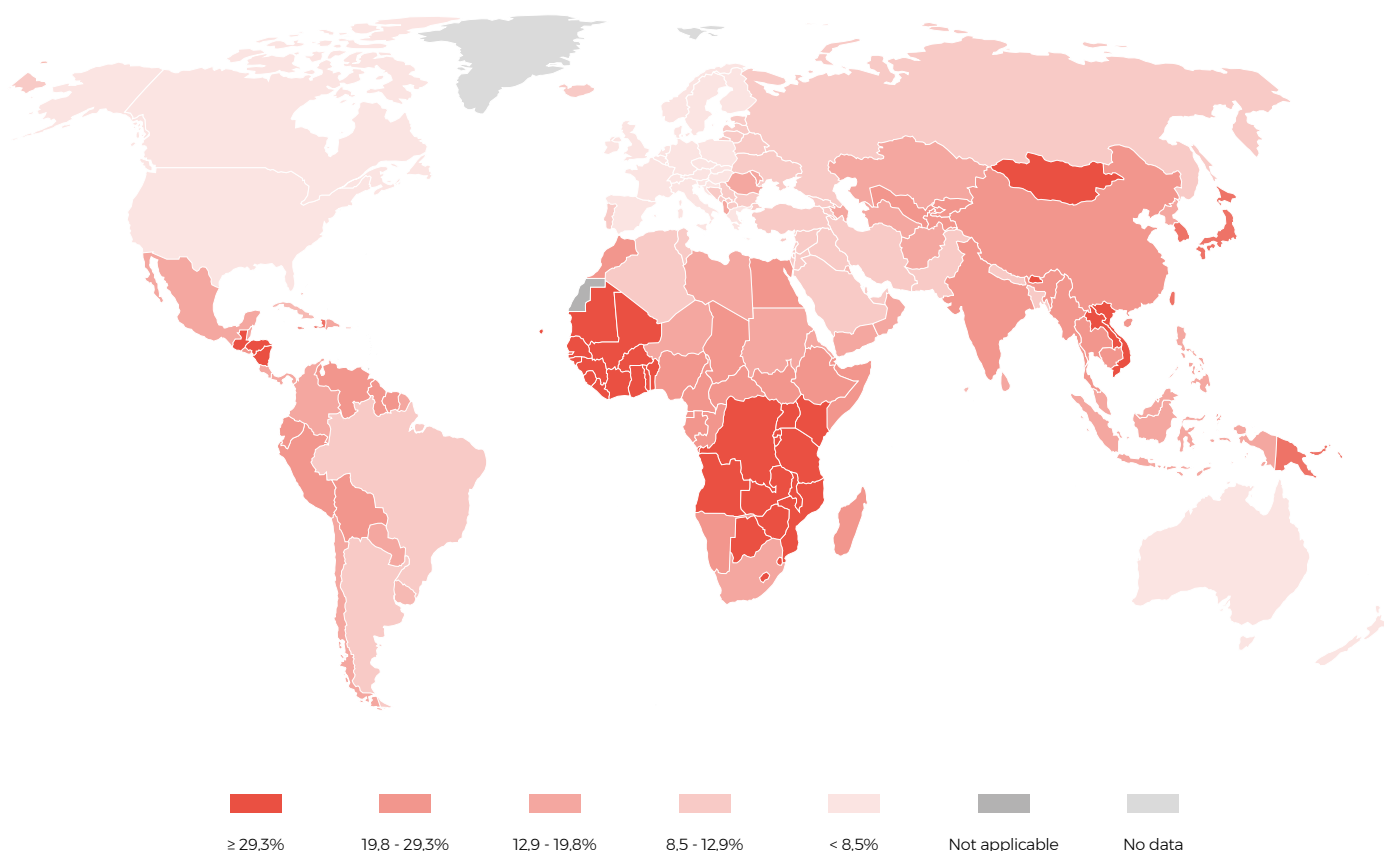 ≥ 29,3%
19,8 - 29,3%
12,9 - 19,8%
8,5 - 12,9%
< 8,5%
Not applicable
No data